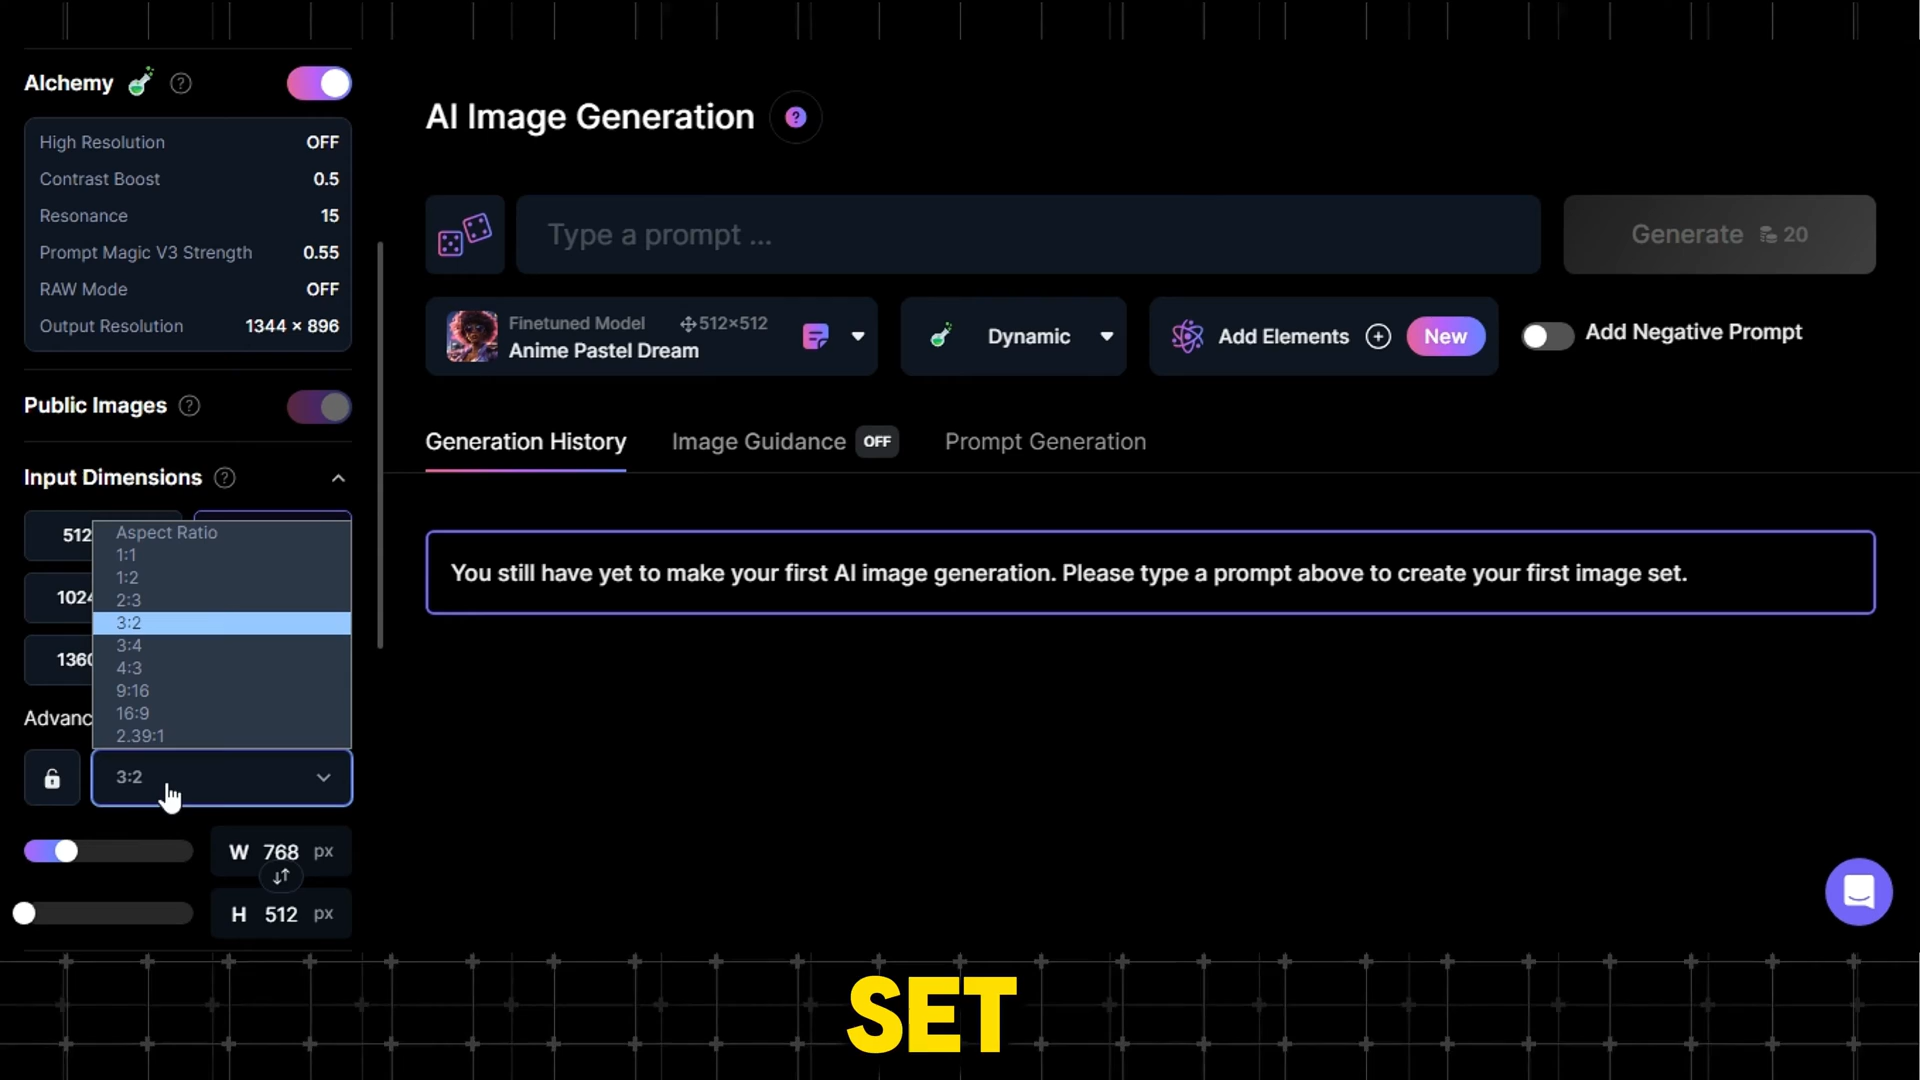 Alchemy
High Resolution OFF
Contrast Boost 0.5
Resonance 15
Prompt Magic V3 Strength 0.55
RAW Mode OFF
Output Resolution 1344 × 896
Public Images
Input Dimensions
512
1024
1360
Aspect Ratio
1:1
1:2
2:3
3:2
3:4
4:3
9:16
16:9
2.39:1
Advanc
3:2
W 768 px
H 512 px
AI Image Generation
Type a prompt ...
Generate 20
Finetuned Model 512×512
Anime Pastel Dream
Dynamic
Add Elements New
Add Negative Prompt
Generation History Image Guidance OFF Prompt Generation
You still have yet to make your first AI image generation. Please type a prompt above to create your first image set.
SET